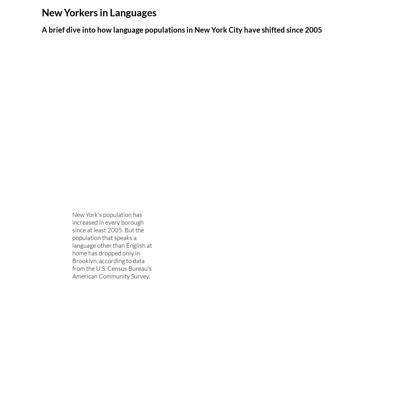 New Yorkers in Languages
A brief dive into how language populations in New York City have shifted since 2005
New York's population has
increased in every borough
since at least 2005. But the
population that speaks a
language other than English at
home has dropped only in
Brooklyn, according to data
from the U.S. Census Bureau's
American Community Survey.